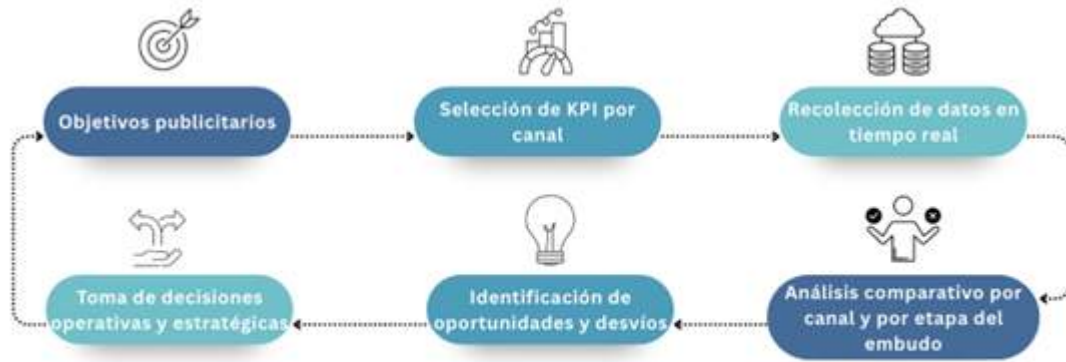 Objetivos publicitarios
Selección de KPI por
canal
Recolección de datos en
tiempo real
Toma de decisiones
operativas y estratégicas
Identificación de
oportunidades y desvíos
Análisis comparativo por
canal y por etapa del
embudo